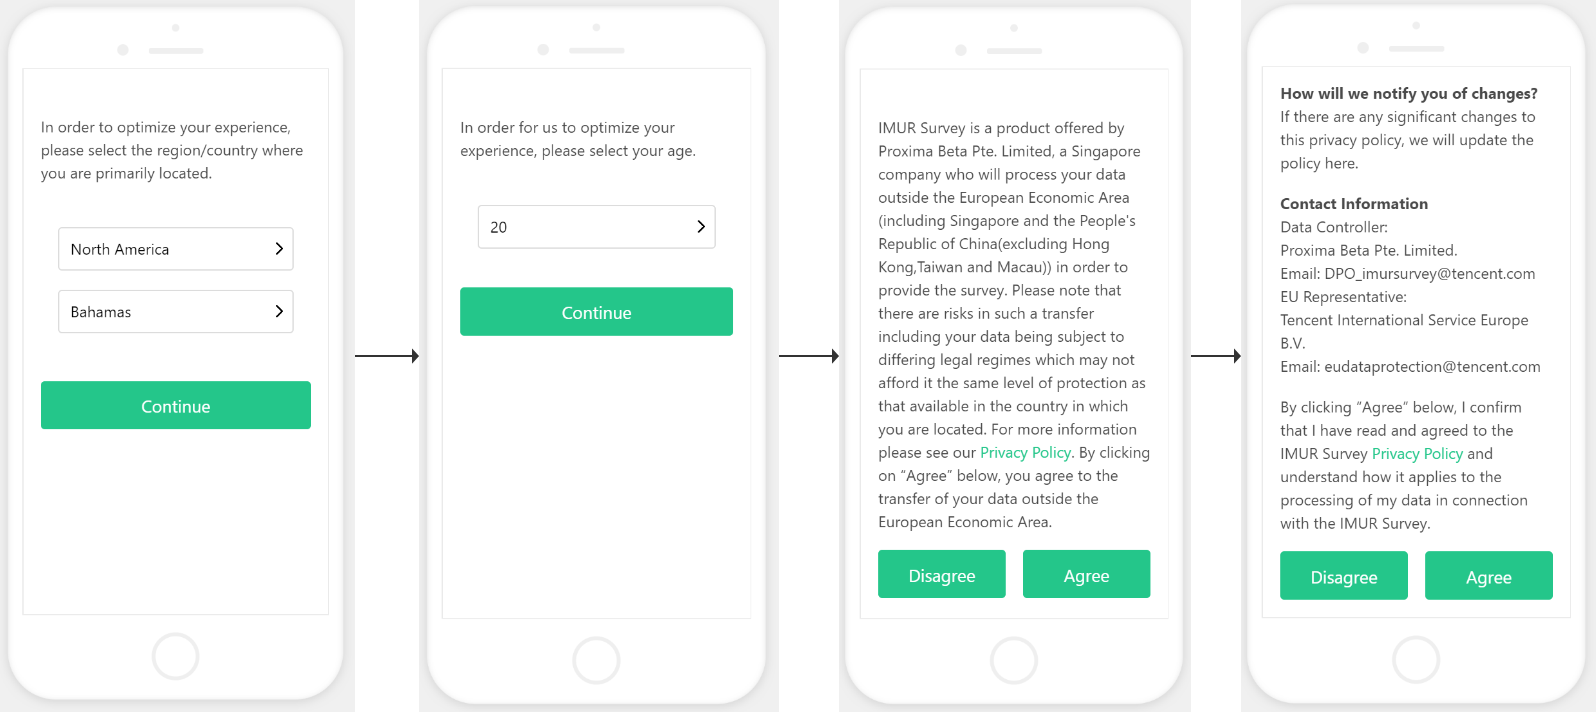 In order to optimize your experience,
please select the region/country where
you are primarily located.
North America
Bahamas
Continue
In order for us to optimize your
experience, please select your age.
20
Continue
IMUR Survey is a product offered by
Proxima Beta Pte. Limited, a Singapore
company who will process your data
outside the European Economic Area
(including Singapore and the People's
Republic of China(excluding Hong
Kong,Taiwan and Macau)) in order to
provide the survey. Please note that
there are risks in such a transfer
including your data being subject to
differing legal regimes which may not
afford it the same level of protection as
that available in the country in which
you are located. For more information
please see our Privacy Policy. By clicking
on “Agree” below, you agree to the
transfer of your data outside the
European Economic Area.
Disagree
Agree
How will we notify you of changes?
If there are any significant changes to
this privacy policy, we will update the
policy here.
Contact Information
Data Controller:
Proxima Beta Pte. Limited.
Email: DPO_imursurvey@tencent.com
EU Representative:
Tencent International Service Europe
B.V.
Email: eudataprotection@tencent.com
By clicking “Agree” below, I confirm
that I have read and agreed to the
IMUR Survey Privacy Policy and
understand how it applies to the
processing of my data in connection
with the IMUR Survey.
Disagree
Agree